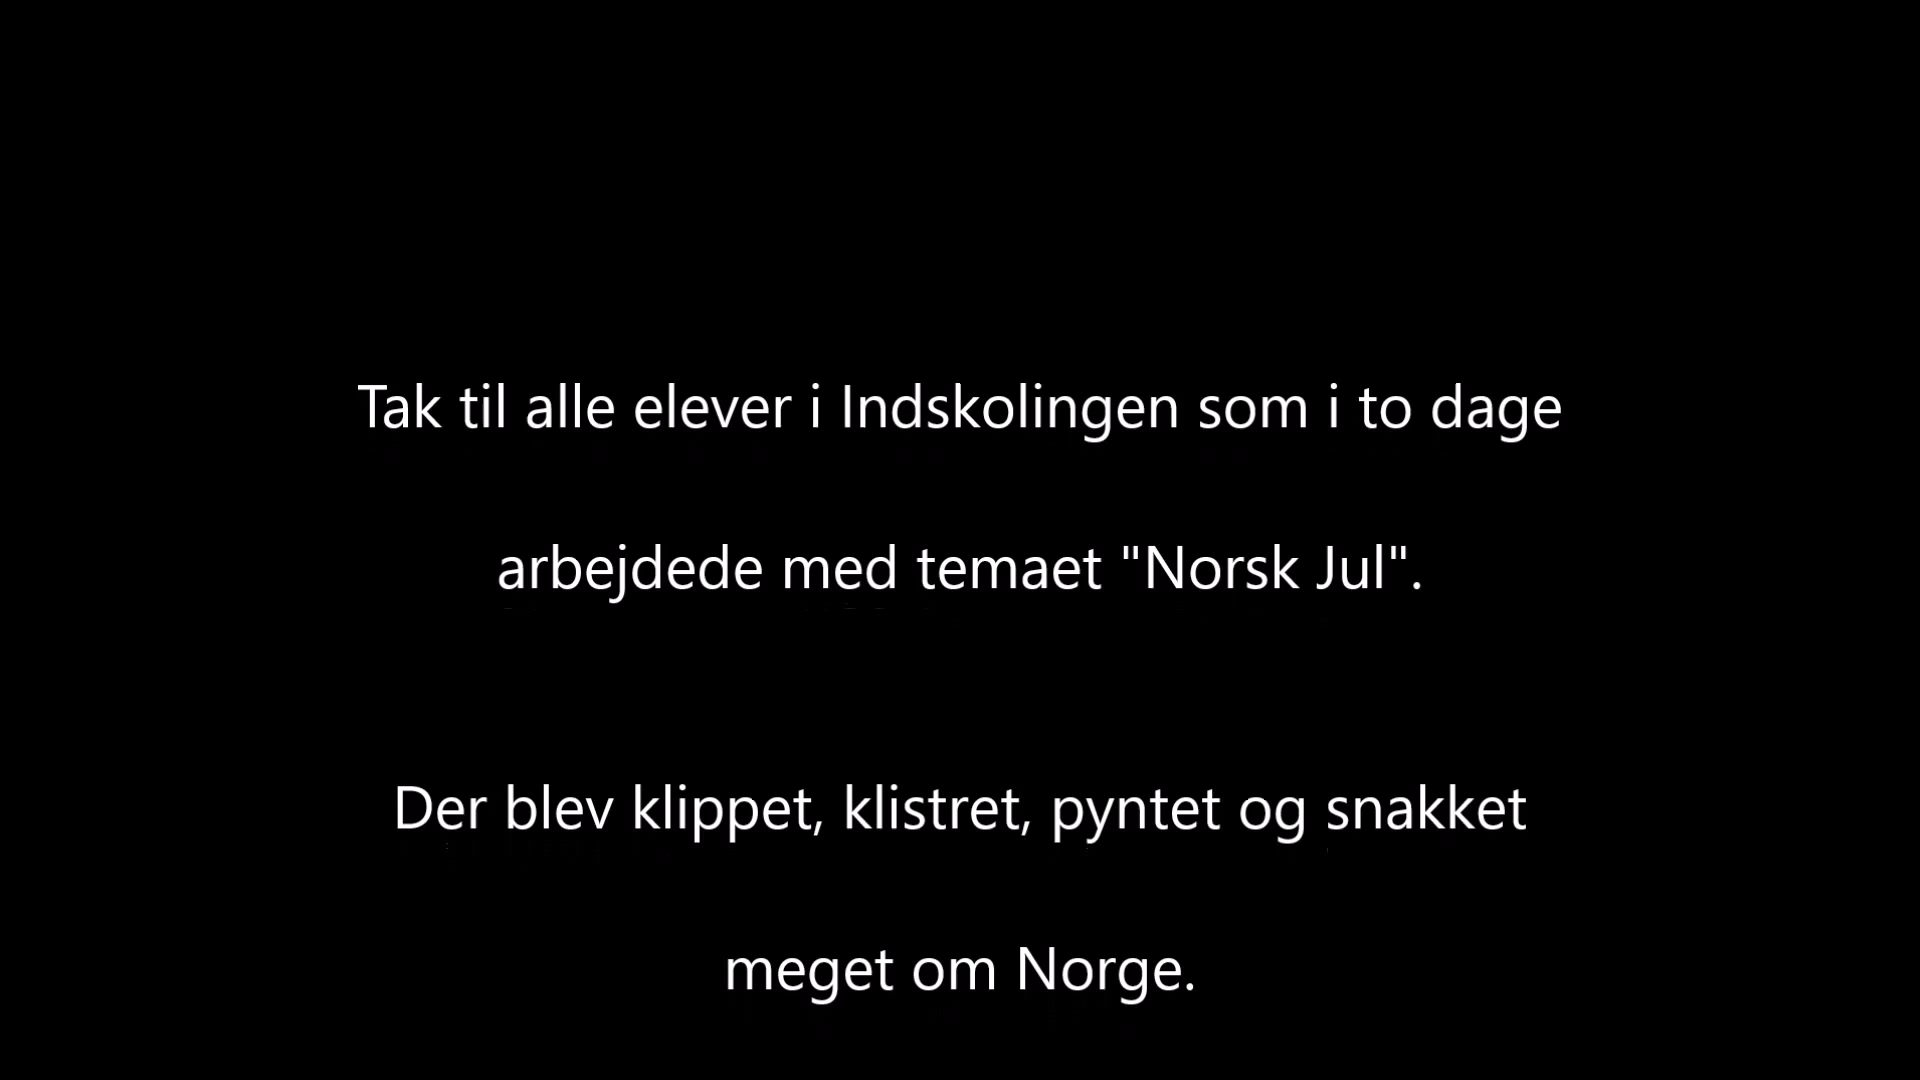 Tak til alle elever i Indskolingen som i to dage
arbejdede med temaet "Norsk Jul".
Der blev klippet, klistret, pyntet og snakket
meget om Norge.